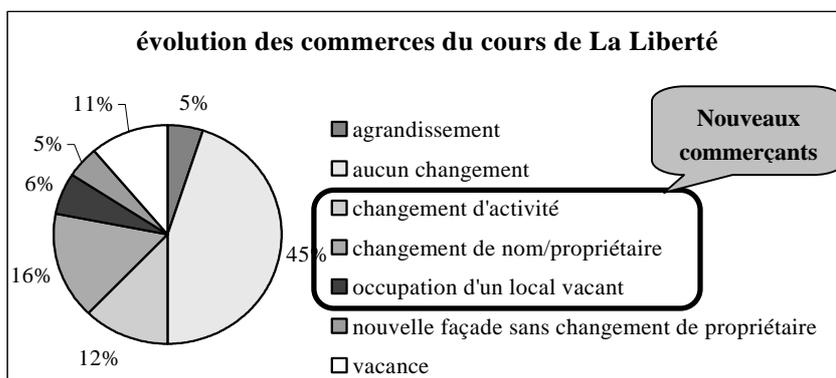 évolution des commerces du cours de La Liberté
11%
5%
5%
6%
16%
12%
45%
agrandissement
aucun changement
changement d'activité
changement de nom/propriétaire
occupation d'un local vacant
nouvelle façade sans changement de propriétaire
vacance
Nouveaux
commerçants